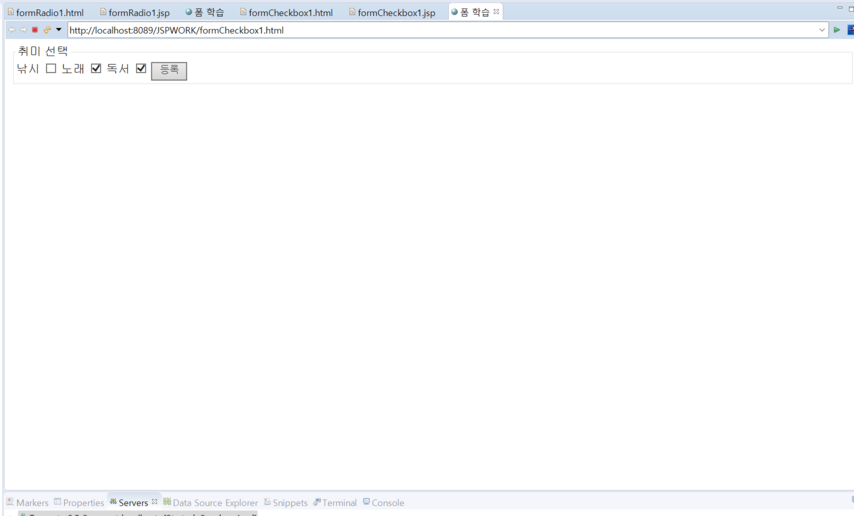 formRadio1.html formRadio1.jsp 폼 학습 formCheckbox1.html formCheckbox1.jsp 폼 학습
http://localhost:8089/JSPWORK/formCheckbox1.html
취미 선택
낚시 노래 독서 등록
Markers Properties Servers Data Source Explorer Snippets Terminal Console